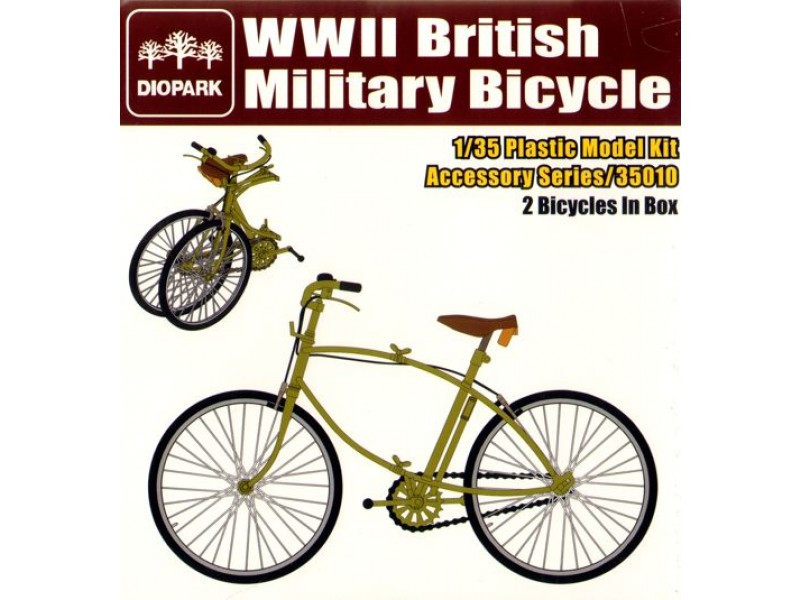 DIOPARK
WWII British
Military Bicycle
1/35 Plastic Model Kit
Accessory Series/35010
2 Bicycles In Box